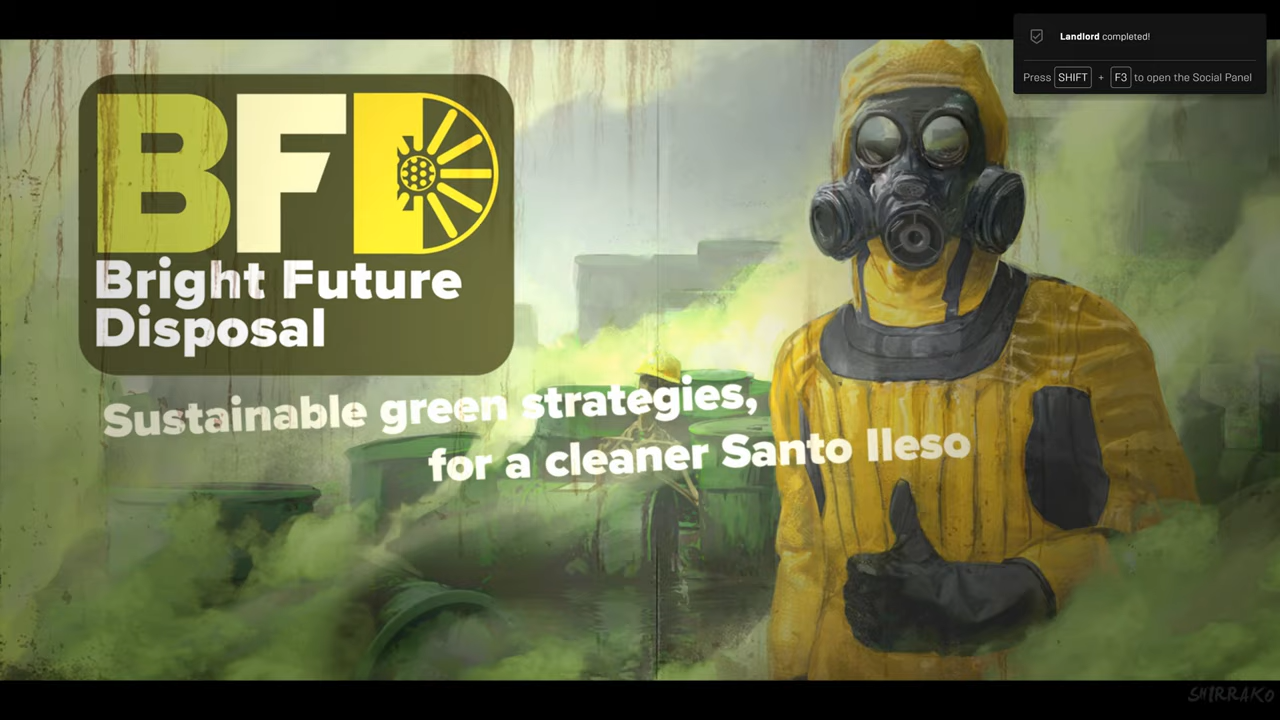 Landlord completed!
Press SHIFT + F3 to open the Social Panel
BFD
Bright Future
Disposal
Sustainable green strategies,
for a cleaner Santo Ileso
SHIRRAKO